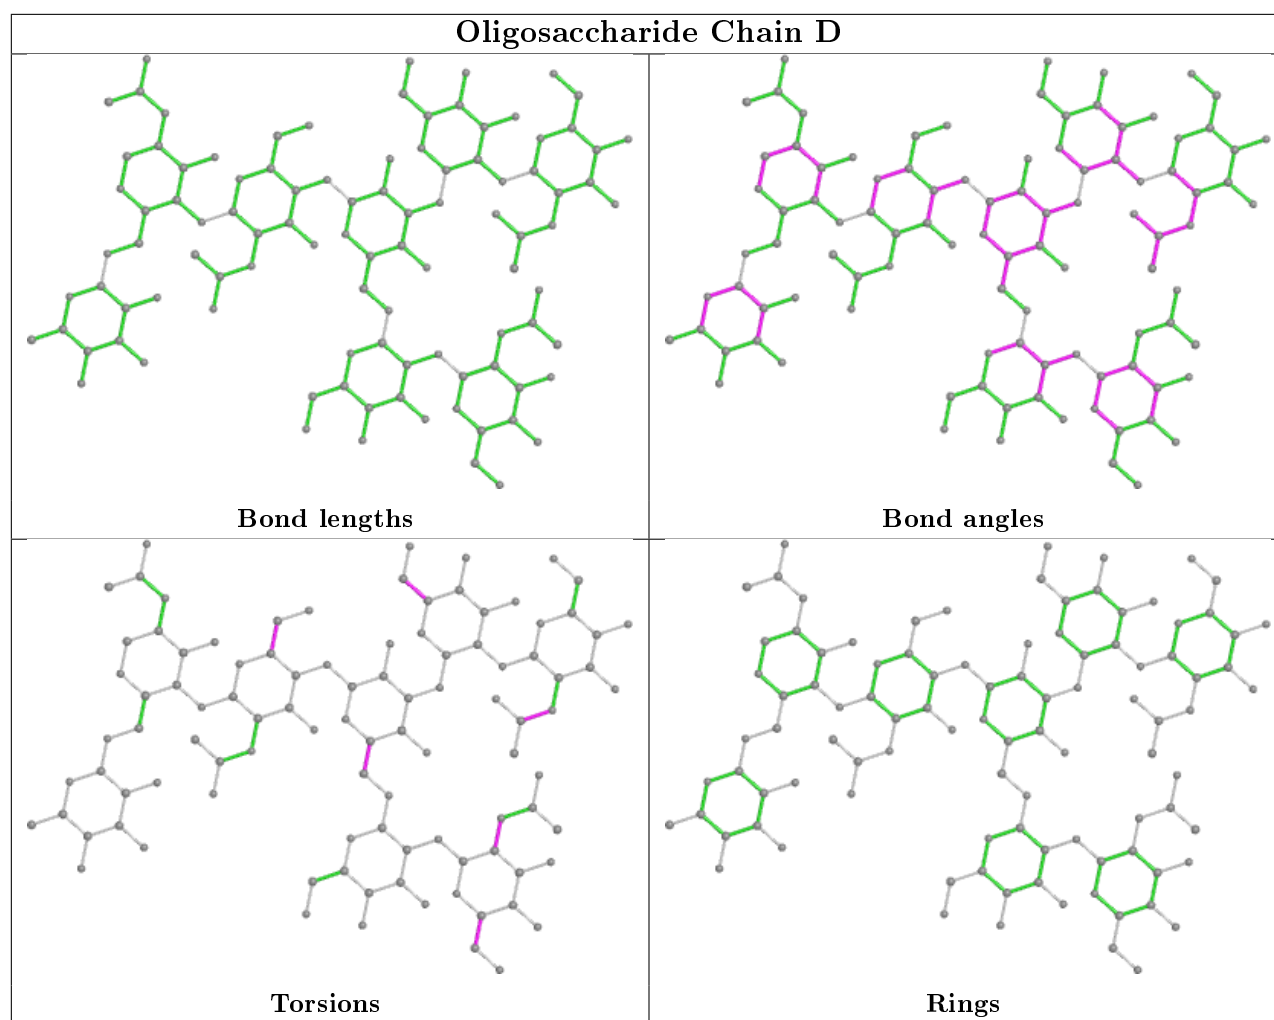 Oligosaccharide Chain D
Bond lengths
Bond angles
Torsions
Rings